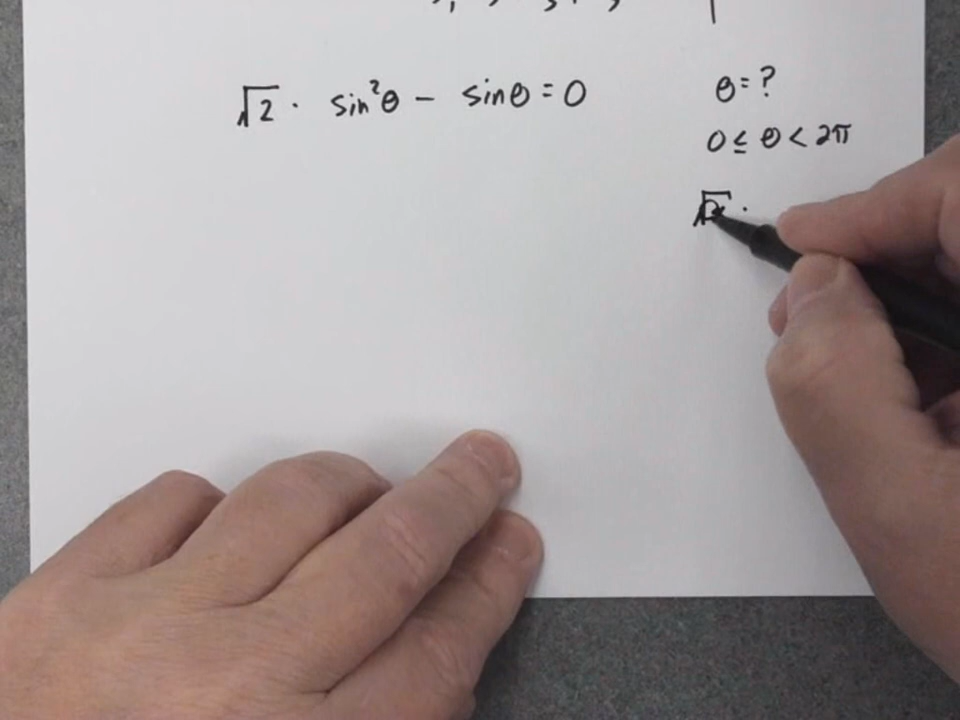 √2 · sin²θ − sinθ = 0
θ = ?
0 ≤ θ < 2π